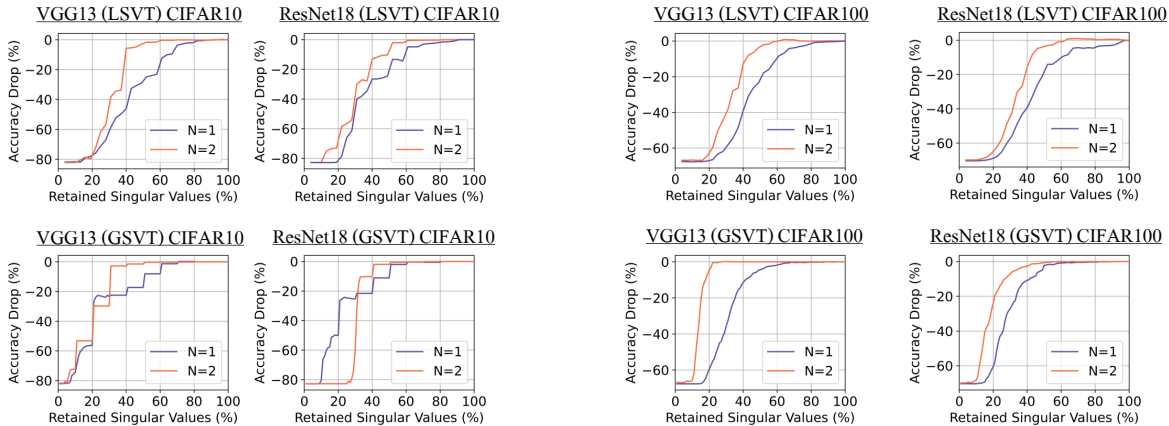 VGG13 (LSVT) CIFAR10
Accuracy Drop (%)
0
−20
−40
−60
−80
N=1
N=2
0 20 40 60 80 100
Retained Singular Values (%)
ResNet18 (LSVT) CIFAR10
Accuracy Drop (%)
0
−20
−40
−60
−80
N=1
N=2
0 20 40 60 80 100
Retained Singular Values (%)
VGG13 (LSVT) CIFAR100
Accuracy Drop (%)
0
−20
−40
−60
N=1
N=2
0 20 40 60 80 100
Retained Singular Values (%)
ResNet18 (LSVT) CIFAR100
Accuracy Drop (%)
0
−20
−40
−60
N=1
N=2
0 20 40 60 80 100
Retained Singular Values (%)
VGG13 (GSVT) CIFAR10
Accuracy Drop (%)
0
−20
−40
−60
−80
N=1
N=2
0 20 40 60 80 100
Retained Singular Values (%)
ResNet18 (GSVT) CIFAR10
Accuracy Drop (%)
0
−20
−40
−60
−80
N=1
N=2
0 20 40 60 80 100
Retained Singular Values (%)
VGG13 (GSVT) CIFAR100
Accuracy Drop (%)
0
−20
−40
−60
N=1
N=2
0 20 40 60 80 100
Retained Singular Values (%)
ResNet18 (GSVT) CIFAR100
Accuracy Drop (%)
0
−20
−40
−60
N=1
N=2
0 20 40 60 80 100
Retained Singular Values (%)